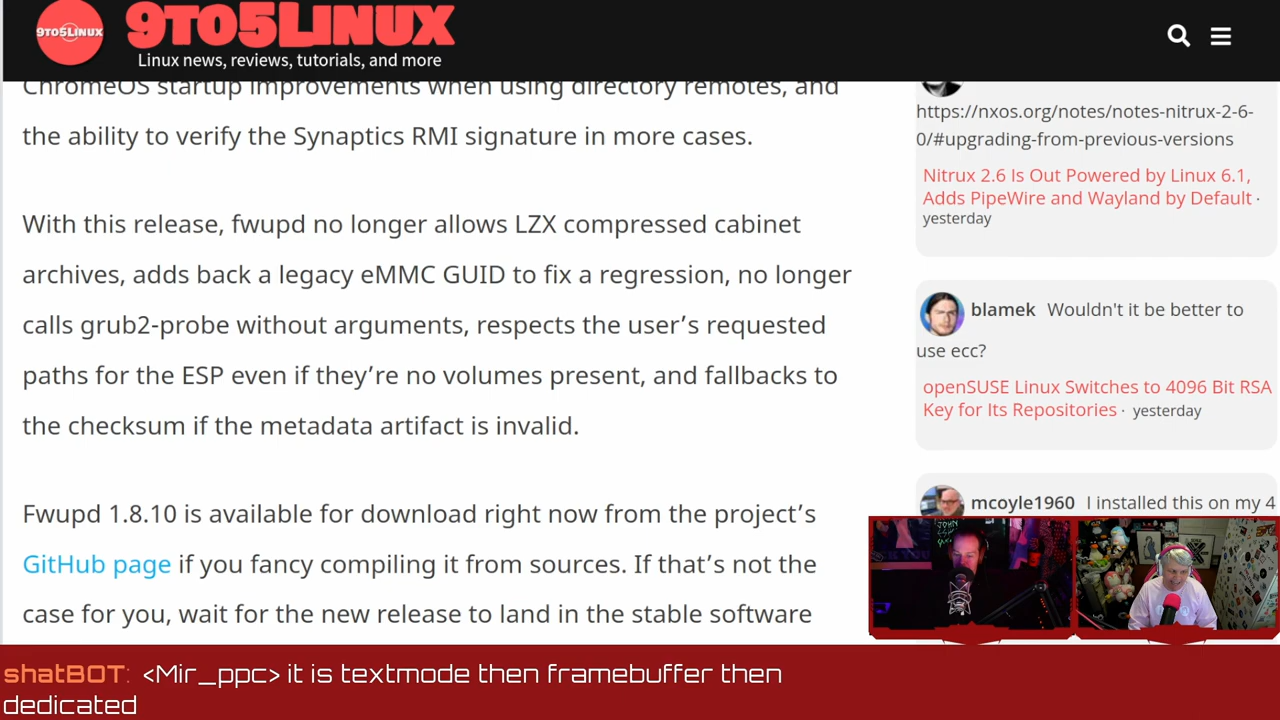 9TO5LINUX
9TO5LINUX
Linux news, reviews, tutorials, and more
ChromeOS startup improvements when using directory remotes, and
the ability to verify the Synaptics RMI signature in more cases.
With this release, fwupd no longer allows LZX compressed cabinet
archives, adds back a legacy eMMC GUID to fix a regression, no longer
calls grub2-probe without arguments, respects the user’s requested
paths for the ESP even if they’re no volumes present, and fallbacks to
the checksum if the metadata artifact is invalid.
Fwupd 1.8.10 is available for download right now from the project’s
GitHub page if you fancy compiling it from sources. If that’s not the
case for you, wait for the new release to land in the stable software
https://nxos.org/notes/notes-nitrux-2-6-
0/#upgrading-from-previous-versions
Nitrux 2.6 Is Out Powered by Linux 6.1,
Adds PipeWire and Wayland by Default ·
yesterday
blamek Wouldn't it be better to
use ecc?
openSUSE Linux Switches to 4096 Bit RSA
Key for Its Repositories · yesterday
mcoyle1960 I installed this on my 4
shatBOT: <Mir_ppc> it is textmode then framebuffer then
dedicated